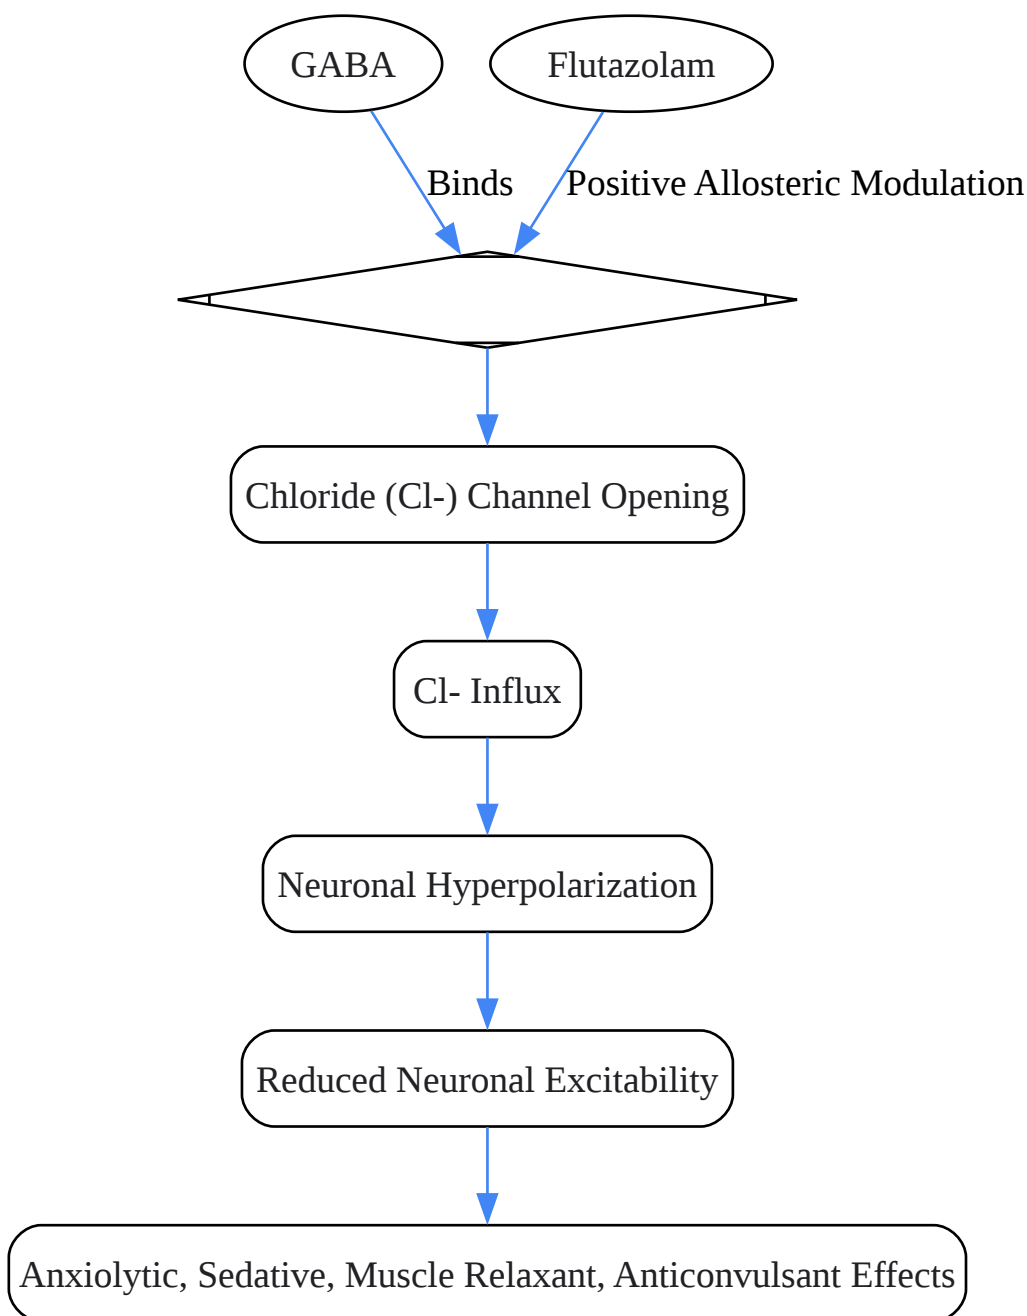 GABA
Flutazolam
Binds
Positive Allosteric Modulation
Chloride (Cl-) Channel Opening
Cl- Influx
Neuronal Hyperpolarization
Reduced Neuronal Excitability
Anxiolytic, Sedative, Muscle Relaxant, Anticonvulsant Effects